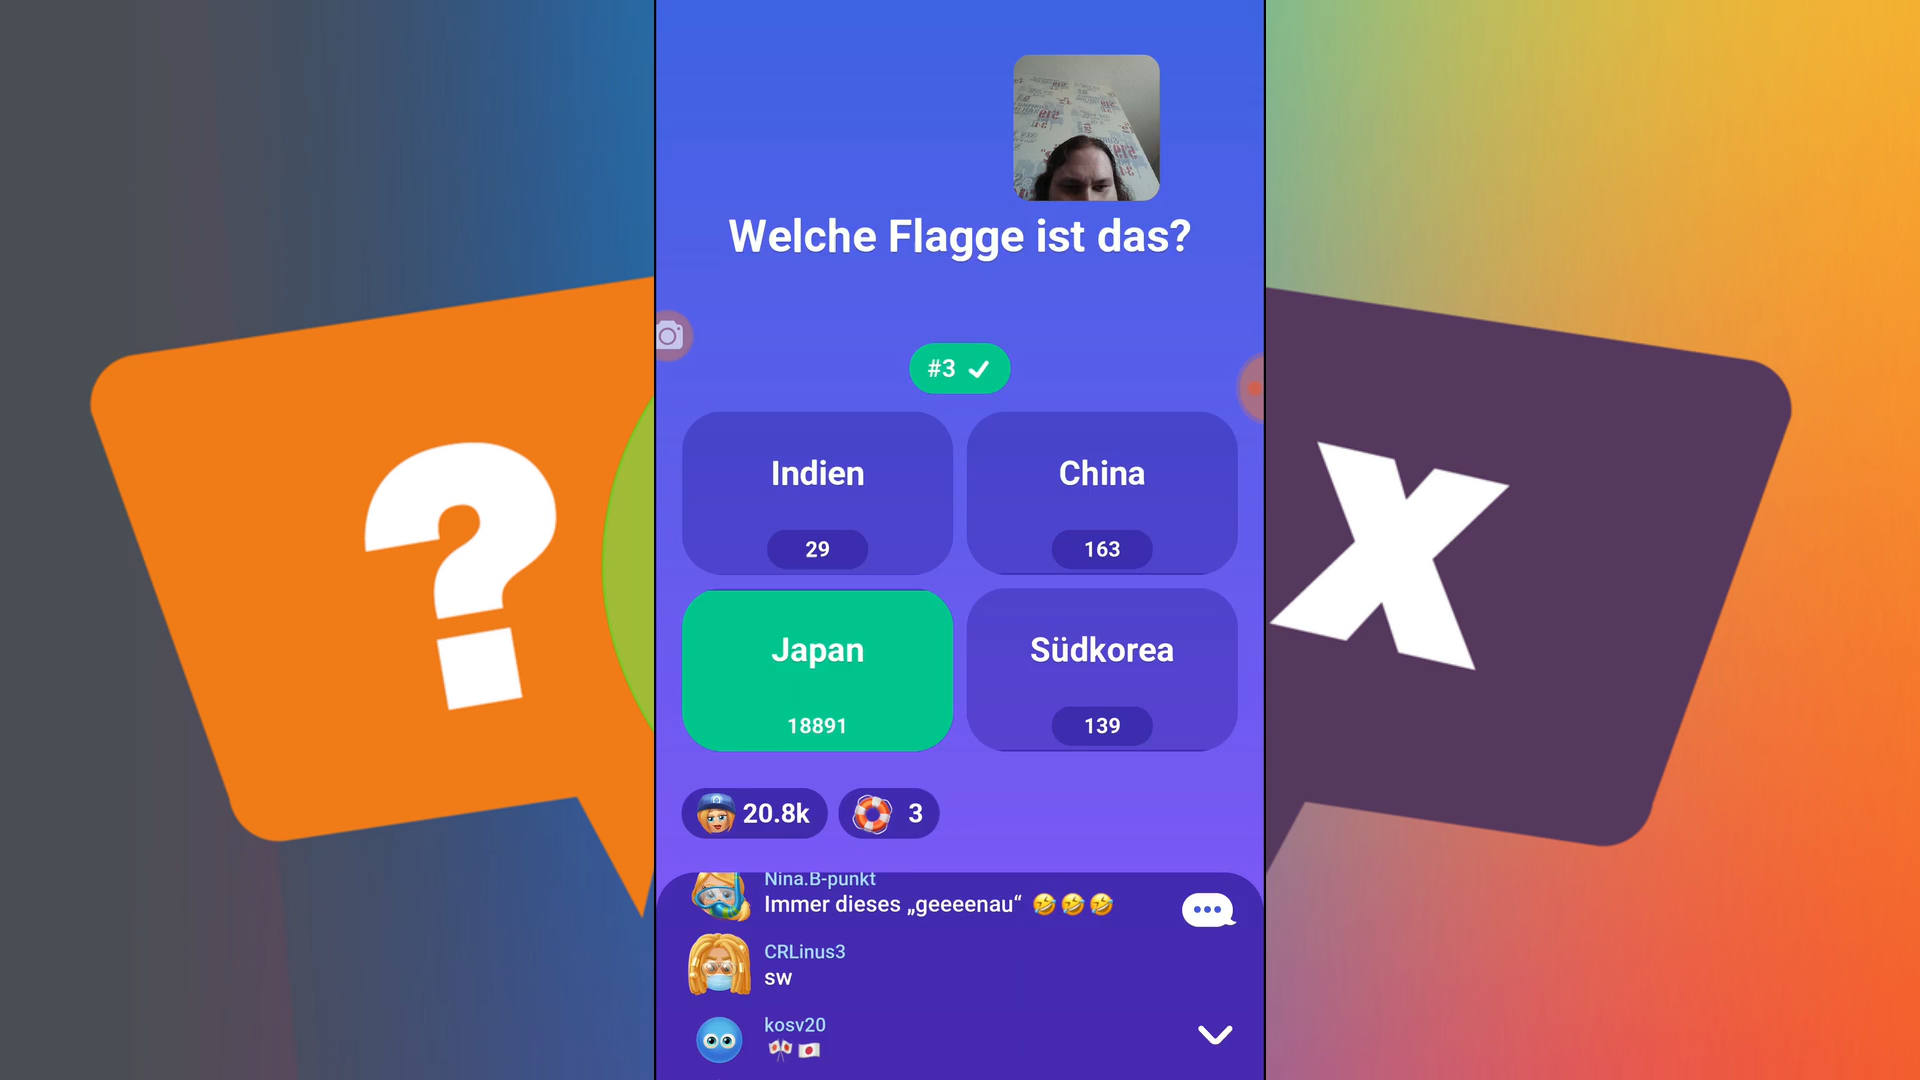 Welche Flagge ist das?
#3
Indien
29
China
163
Japan
18891
Südkorea
139
20.8k
3
Nina.B-punkt
Immer dieses „geeeenau“ 🤣🤣🤣
CRLinus3
sw
kosv20
🎌🇯🇵
?
X